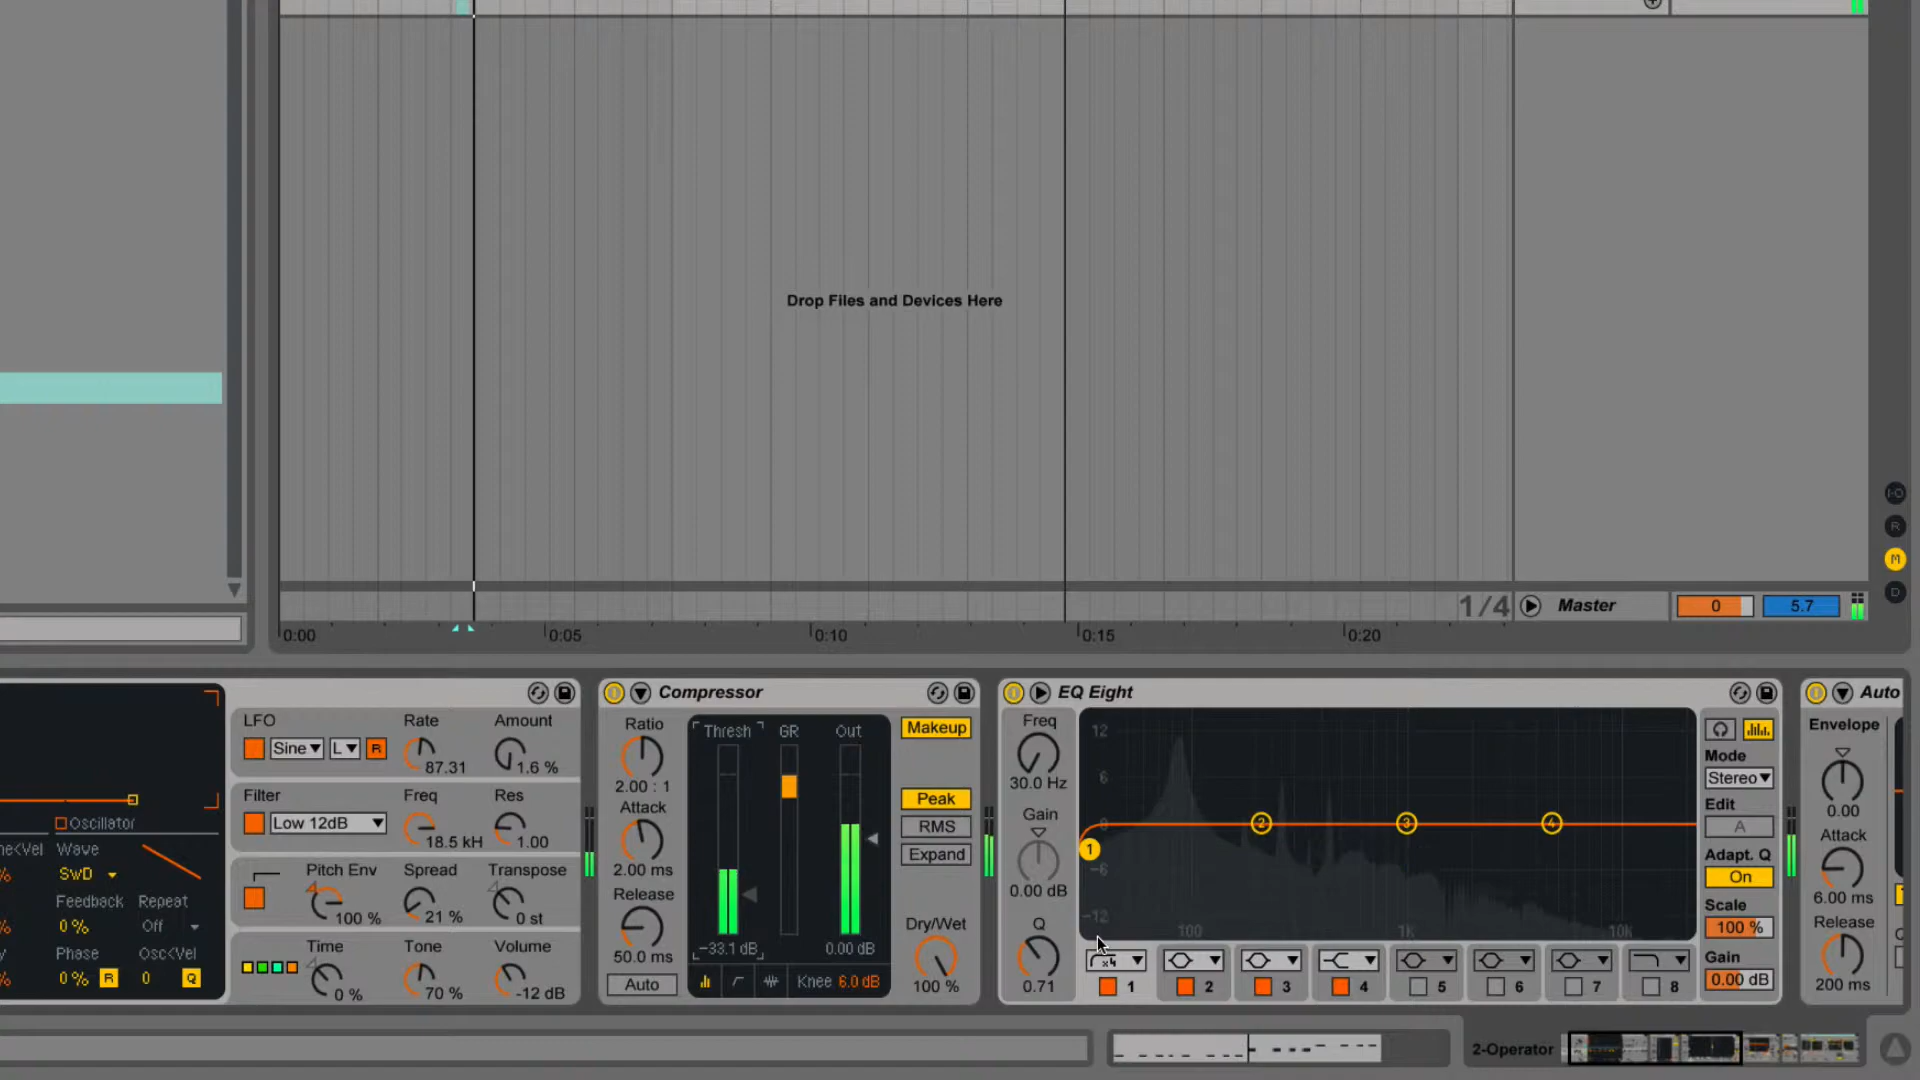 Drop Files and Devices Here
1/4 Master 0 5.7
0:00 0:05 0:10 0:15 0:20
LFO Rate Amount
Sine L R 87.31 1.6 %
Filter Freq Res
Low 12dB 18.5 kH 1.00
Pitch Env Spread Transpose
100 % 21 % 0 st
Time Tone Volume
0 % 70 % -12 dB
Oscillator
e<Vel Wave
% SwD
Feedback Repeat
% 0 % Off
Phase Osc<Vel
% 0 % R 0 Q
Compressor
Ratio
2.00 : 1
Attack
2.00 ms
Release
50.0 ms
Auto
Thresh GR Out
-33.1 dB 0.00 dB
Knee 6.0 dB
Makeup
Peak
RMS
Expand
Dry/Wet
100 %
EQ Eight
Freq
30.0 Hz
Gain
0.00 dB
Q
0.71
12
6
0
-6
-12
100 1k 10k
1 2 3 4
x4
1 2 3 4 5 6 7 8
Mode
Stereo
Edit
A
Adapt. Q
On
Scale
100 %
Gain
0.00 dB
Auto
Envelope
0.00
Attack
6.00 ms
Release
200 ms
I-O
R
M
D
2-Operator